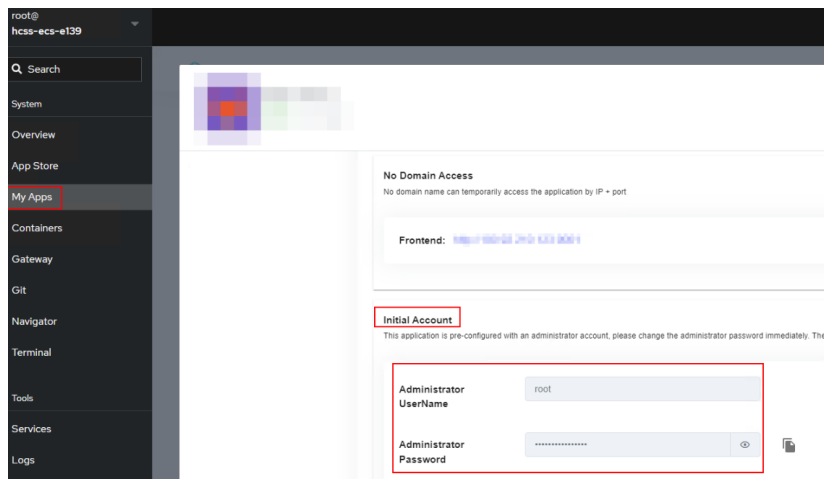 root@
hcss-ecs-e139
Search
System
Overview
App Store
My Apps
Containers
Gateway
Git
Navigator
Terminal
Tools
Services
Logs
No Domain Access
No domain name can temporarily access the application by IP + port
Frontend:
Initial Account
This application is pre-configured with an administrator account, please change the administrator password immediately. The
Administrator
UserName
root
Administrator
Password